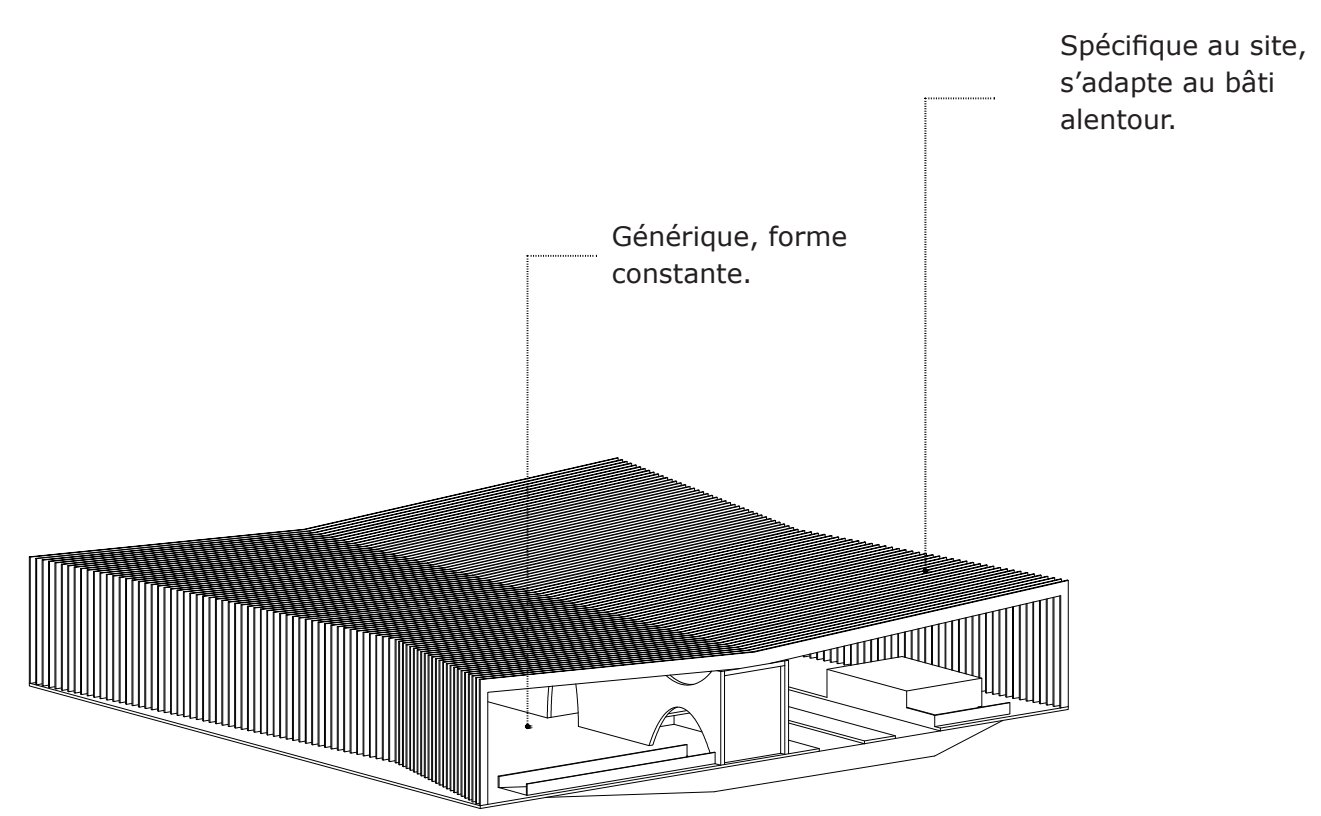 Spécifique au site,
s’adapte au bâti
alentour.
Générique, forme
constante.